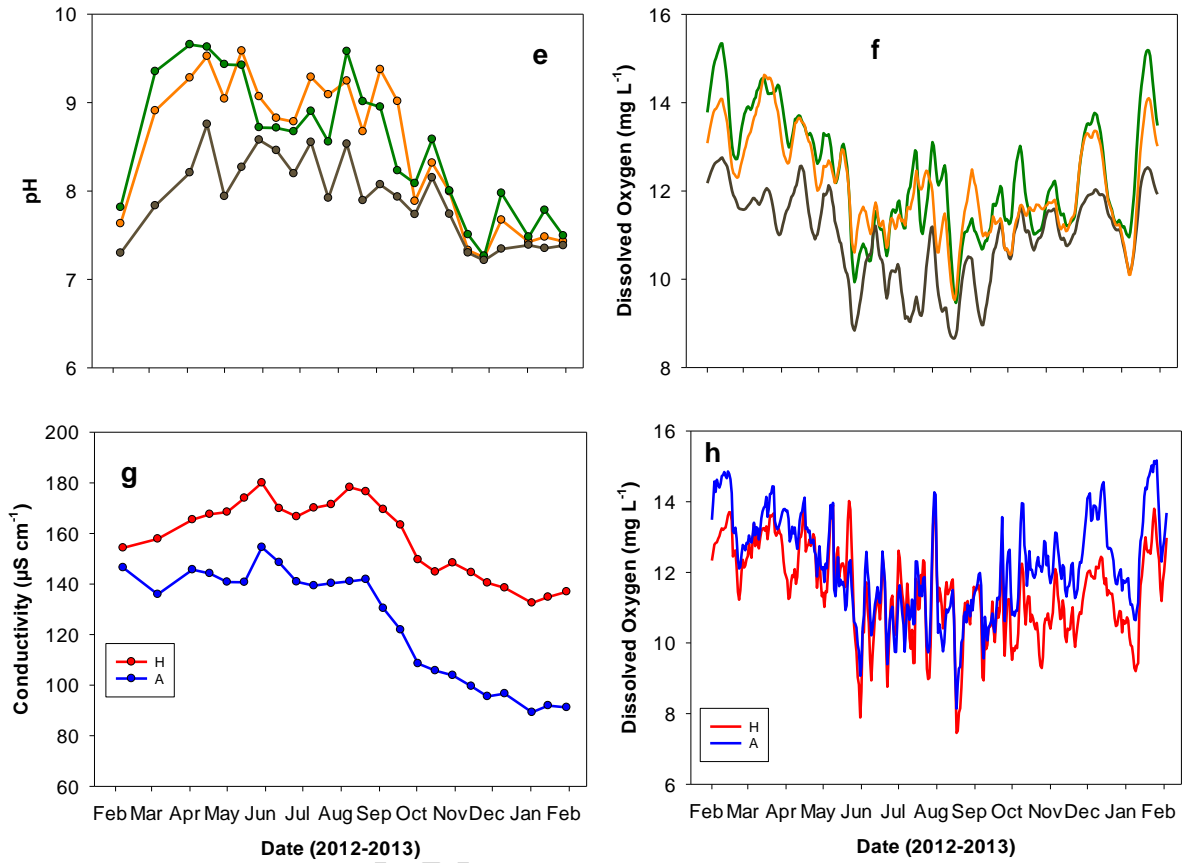 e
pH
10
9
8
7
6
f
Dissolved Oxygen (mg L⁻¹)
16
14
12
10
8
g
Conductivity (µS cm⁻¹)
200
180
160
140
120
100
80
60
H
A
Feb Mar Apr May Jun Jul Aug Sep Oct Nov Dec Jan Feb
Date (2012-2013)
h
Dissolved Oxygen (mg L⁻¹)
16
14
12
10
8
6
H
A
Feb Mar Apr May Jun Jul Aug Sep Oct Nov Dec Jan Feb
Date (2012-2013)